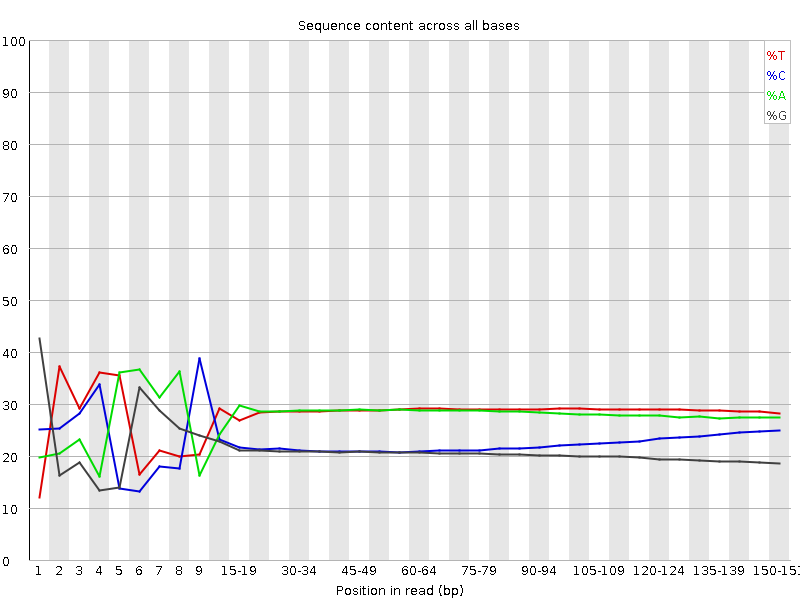 Sequence content across all bases
100
90
80
70
60
50
40
30
20
10
0
%T
%C
%A
%G
1 2 3 4 5 6 7 8 9 15-19 30-34 45-49 60-64 75-79 90-94 105-109 120-124 135-139 150-151
Position in read (bp)